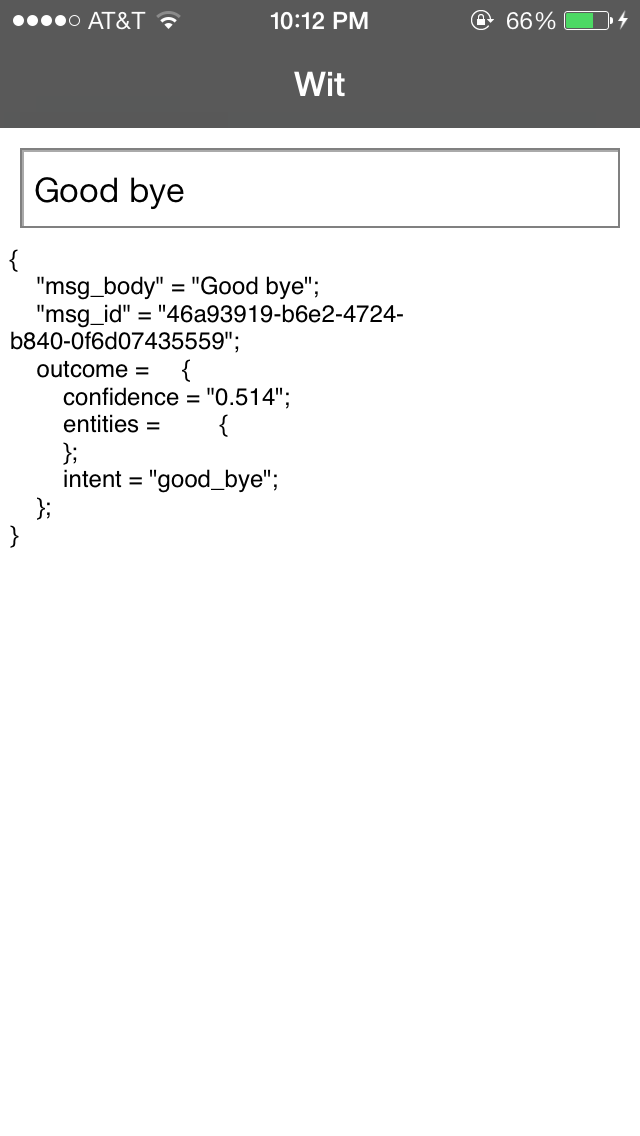 AT&T 10:12 PM 66%
Wit
Good bye
{
"msg_body" = "Good bye";
"msg_id" = "46a93919-b6e2-4724-
b840-0f6d07435559";
outcome = {
confidence = "0.514";
entities = {
};
intent = "good_bye";
};
}